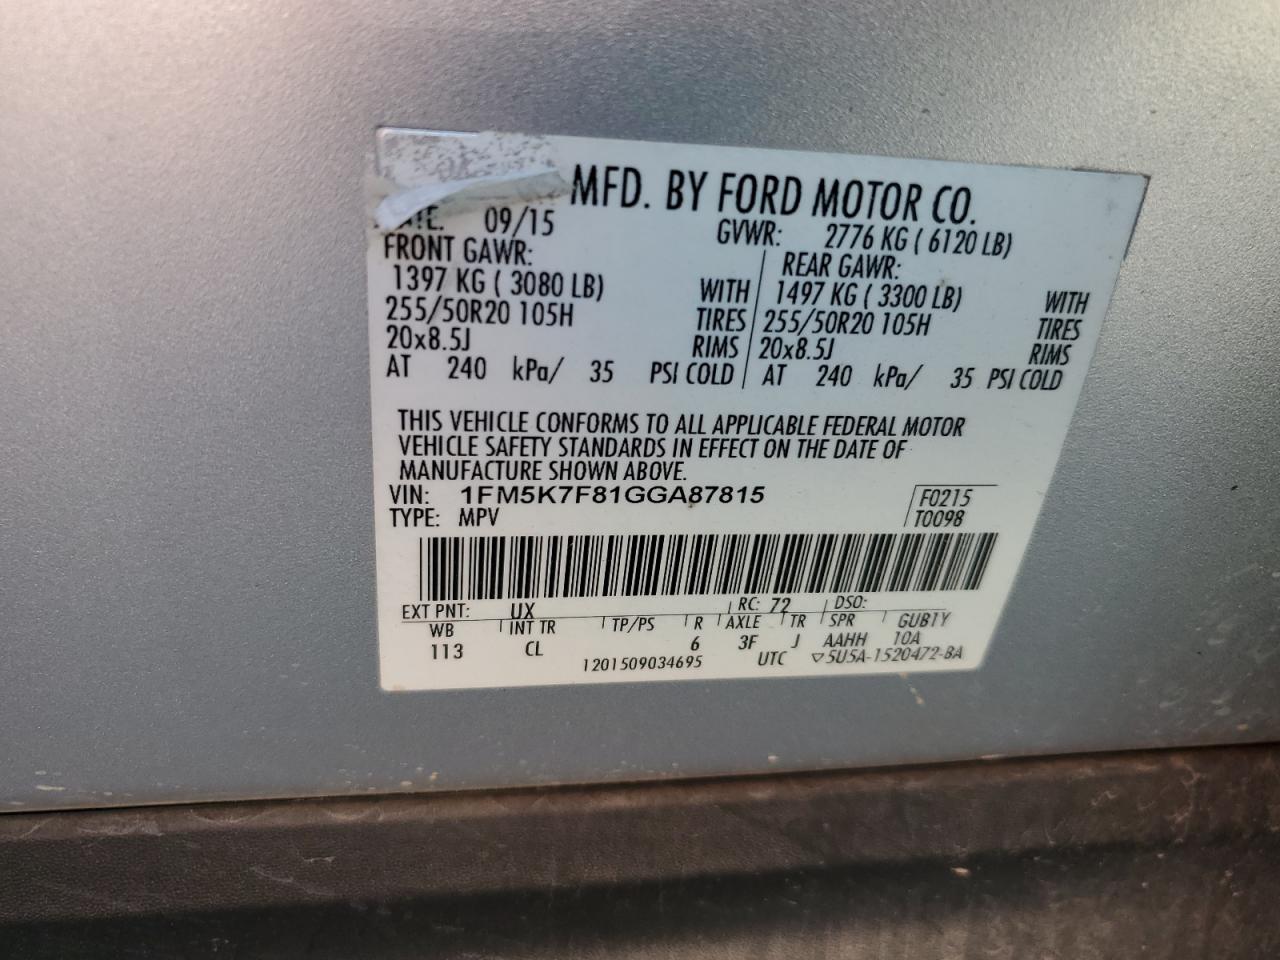 MFD. BY FORD MOTOR CO.
09/15 GVWR: 2776 KG ( 6120 LB)
FRONT GAWR: REAR GAWR:
1397 KG ( 3080 LB) WITH 1497 KG ( 3300 LB) WITH
255/50R20 105H TIRES 255/50R20 105H TIRES
20x8.5J RIMS 20x8.5J RIMS
AT 240 kPa/ 35 PSI COLD AT 240 kPa/ 35 PSI COLD
THIS VEHICLE CONFORMS TO ALL APPLICABLE FEDERAL MOTOR
VEHICLE SAFETY STANDARDS IN EFFECT ON THE DATE OF
MANUFACTURE SHOWN ABOVE.
VIN: 1FM5K7F81GGA87815 F0215
TYPE: MPV T0098
EXT PNT: UX RC: 72 DSO:
WB INT TR TP/PS R AXLE TR SPR GUB1Y
113 CL 6 3F J AAHH 10A
1201509034695 UTC ▽5U5A-1520472-BA